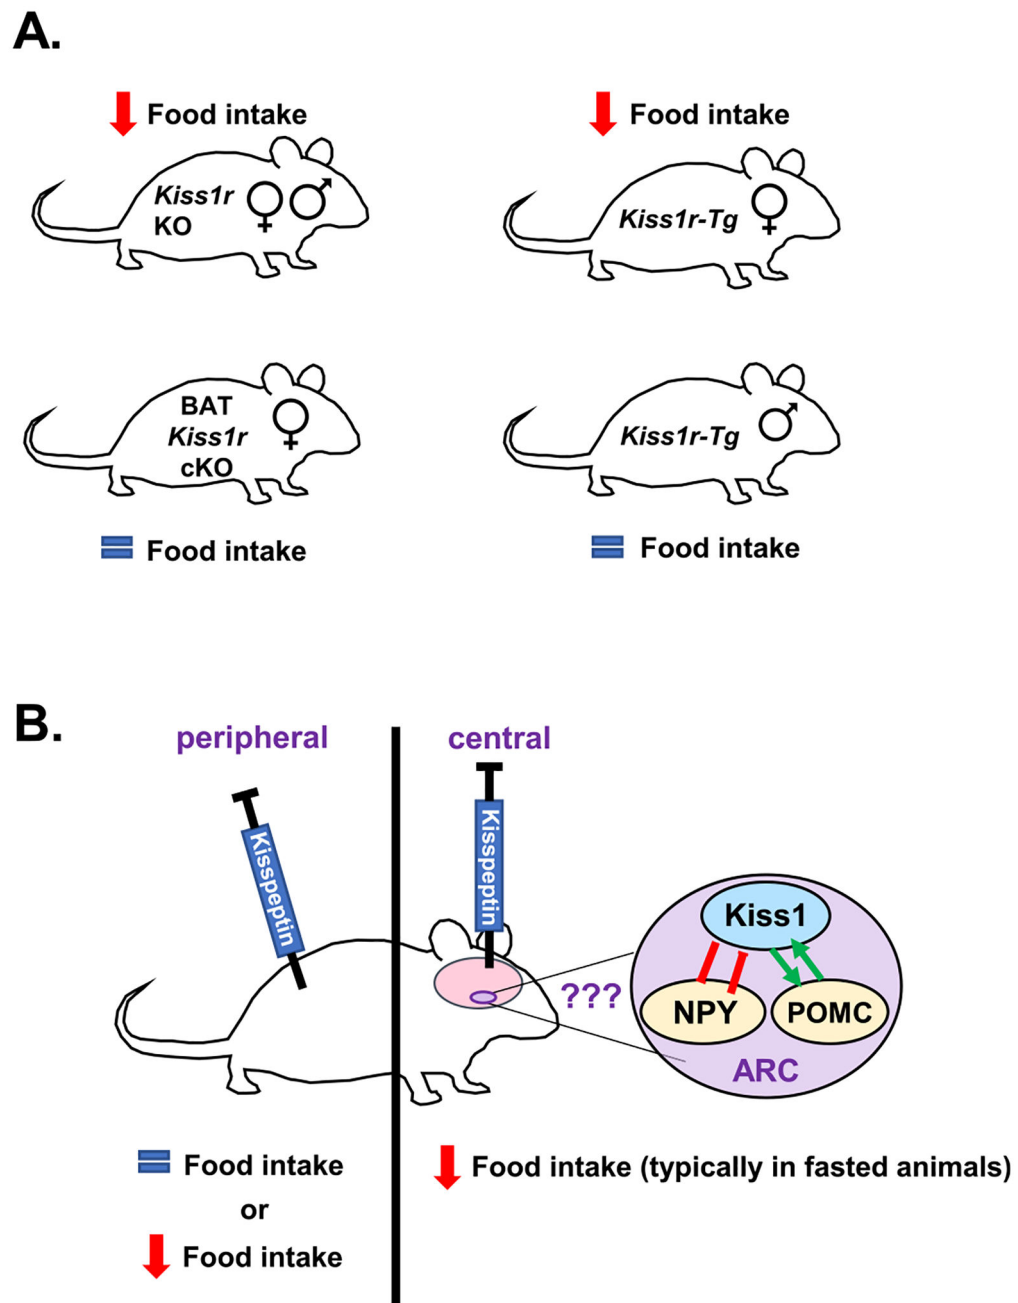 A.
Food intake
Kiss1r
KO
Food intake
Kiss1r-Tg
BAT
Kiss1r
cKO
Food intake
Kiss1r-Tg
Food intake
B.
peripheral
central
Kisspeptin
Kisspeptin
???
Kiss1
NPY
POMC
ARC
Food intake
or
Food intake
Food intake (typically in fasted animals)